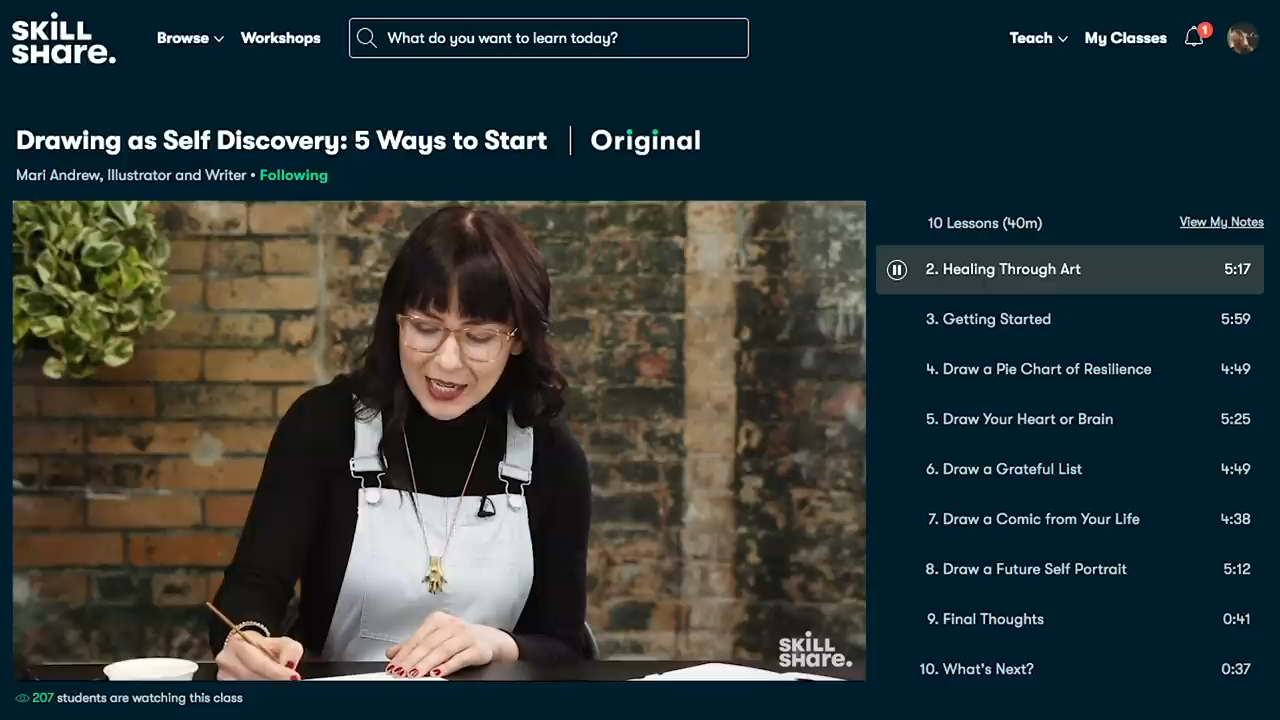 SKILL
SHARE.
Browse
Workshops
What do you want to learn today?
Teach
My Classes
1
Drawing as Self Discovery: 5 Ways to Start | Original
Mari Andrew, Illustrator and Writer • Following
10 Lessons (40m)
View My Notes
2. Healing Through Art 5:17
3. Getting Started 5:59
4. Draw a Pie Chart of Resilience 4:49
5. Draw Your Heart or Brain 5:25
6. Draw a Grateful List 4:49
7. Draw a Comic from Your Life 4:38
8. Draw a Future Self Portrait 5:12
9. Final Thoughts 0:41
10. What's Next? 0:37
SKILL
SHARE.
207 students are watching this class